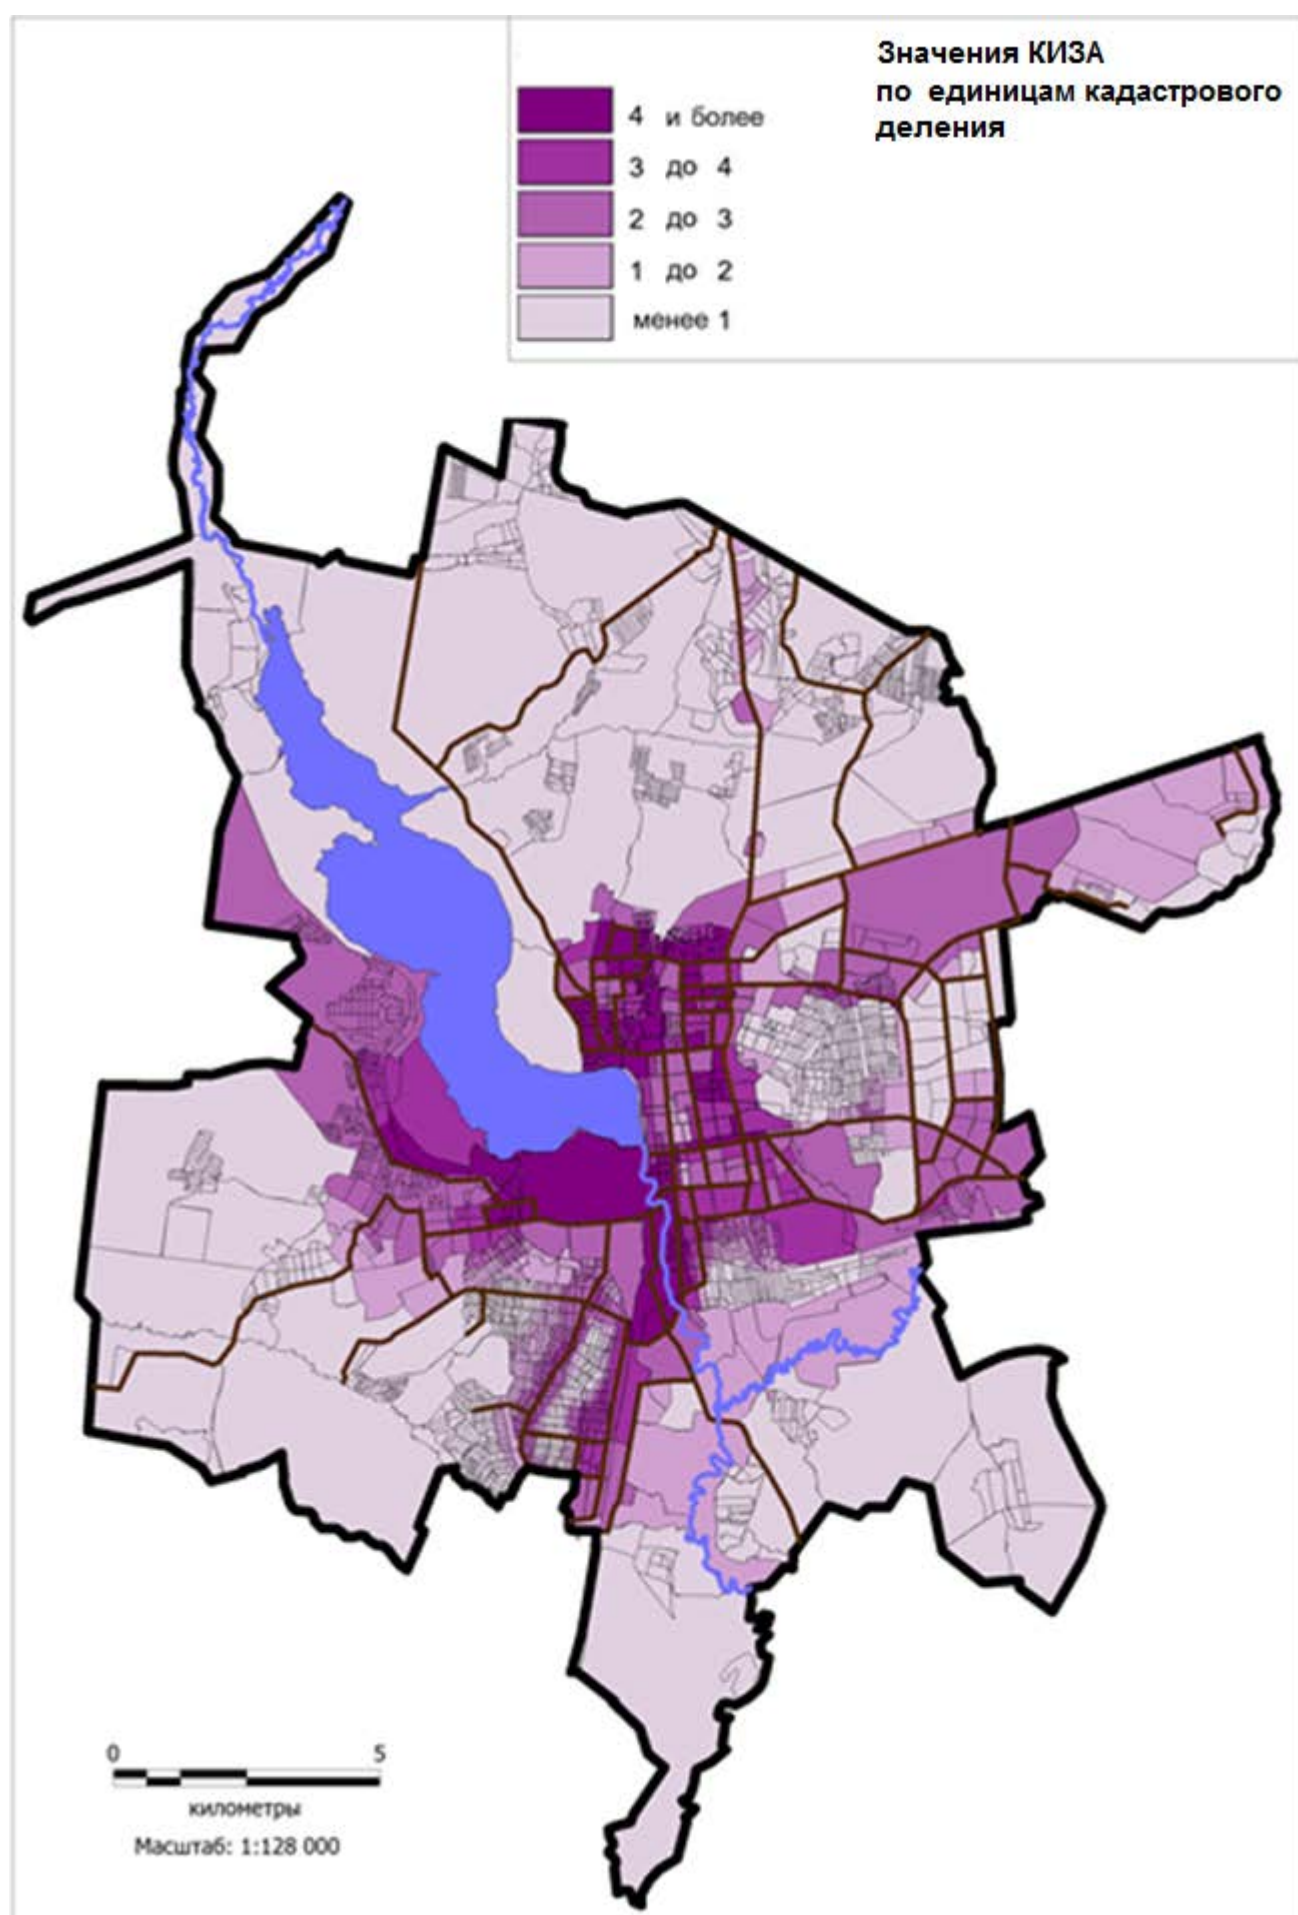 Значения КИЗА
по единицам кадастрового
деления
4 и более
3 до 4
2 до 3
1 до 2
менее 1
0 5
километры
Масштаб: 1:128 000